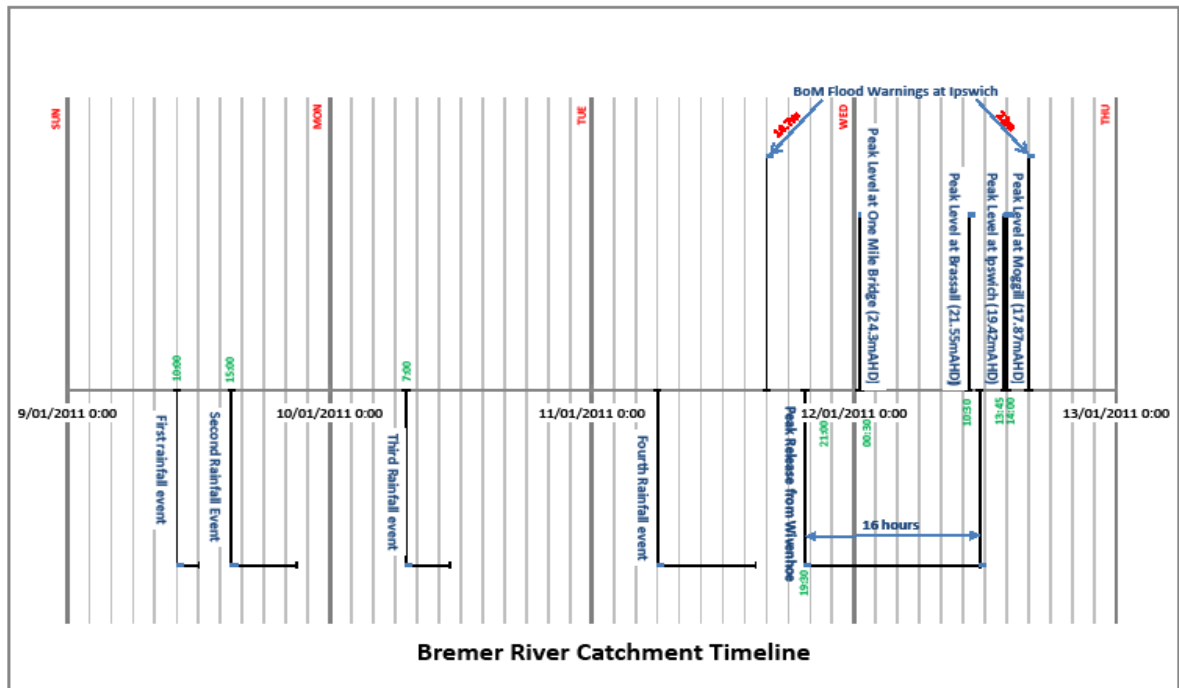 BoM Flood Warnings at Ipswich
SUN
MON
TUE
WED
THU
Peak Level at One Mile Bridge (24.3mAHD)
Peak Level at Brassall (21.55mAHD)
Peak Level at Ipswich (19.42mAHD)
Peak Level at Moggill (17.87mAHD)
10:00
15:00
7:00
9/01/2011 0:00
10/01/2011 0:00
11/01/2011 0:00
12/01/2011 0:00
13/01/2011 0:00
First rainfall event
Second Rainfall Event
Third Rainfall event
Fourth Rainfall event
Peak Release from Wivenhoe
21:00
00:30
10:30
13:45
14:00
16 hours
19:30
Bremer River Catchment Timeline